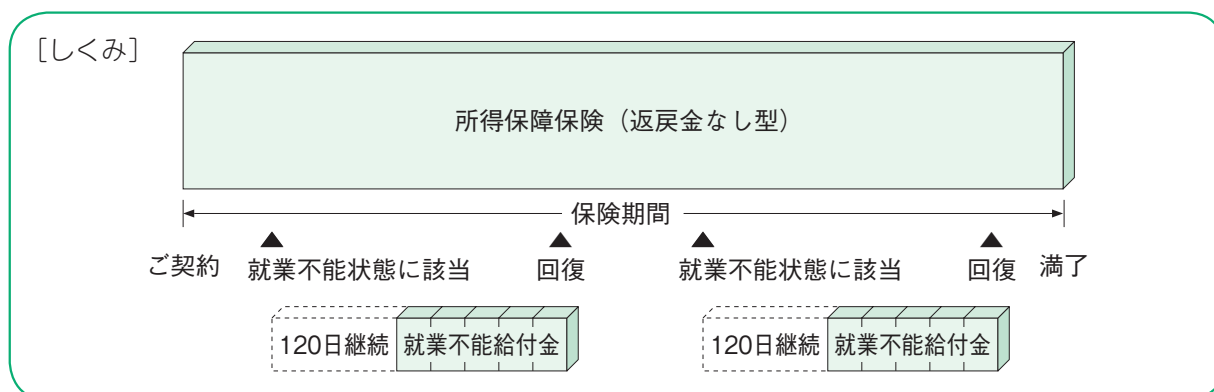 ［しくみ］
所得保障保険（返戻金なし型）
保険期間
ご契約 就業不能状態に該当 回復 就業不能状態に該当 回復 満了
120日継続 就業不能給付金 120日継続 就業不能給付金